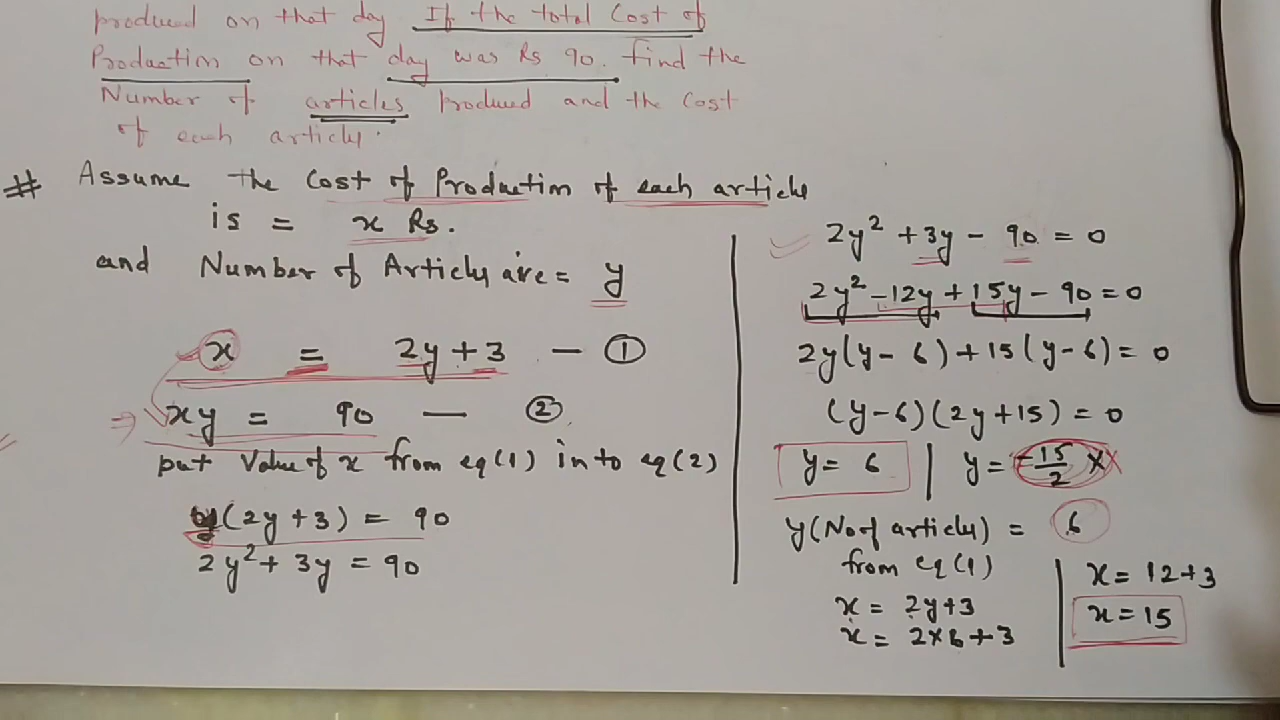 produced on that day If the total Cost of
Production on that day was Rs 90. find the
Number of articles produced and the Cost
of each article.
# Assume the Cost of Production of each article
is = x Rs.
and Number of Articles are = y
x = 2y + 3 — ①
⇒ xy = 90 — ②
put Value of x from eq(1) in to eq(2)
y(2y + 3) = 90
2y² + 3y = 90
2y² + 3y - 90 = 0
2y² - 12y + 15y - 90 = 0
2y(y - 6) + 15(y - 6) = 0
(y - 6)(2y + 15) = 0
y = 6 | y = -15/2 XX
y(No of article) = 6
from eq(1)
x = 2y+3
x = 2×6+3
x = 12+3
x = 15